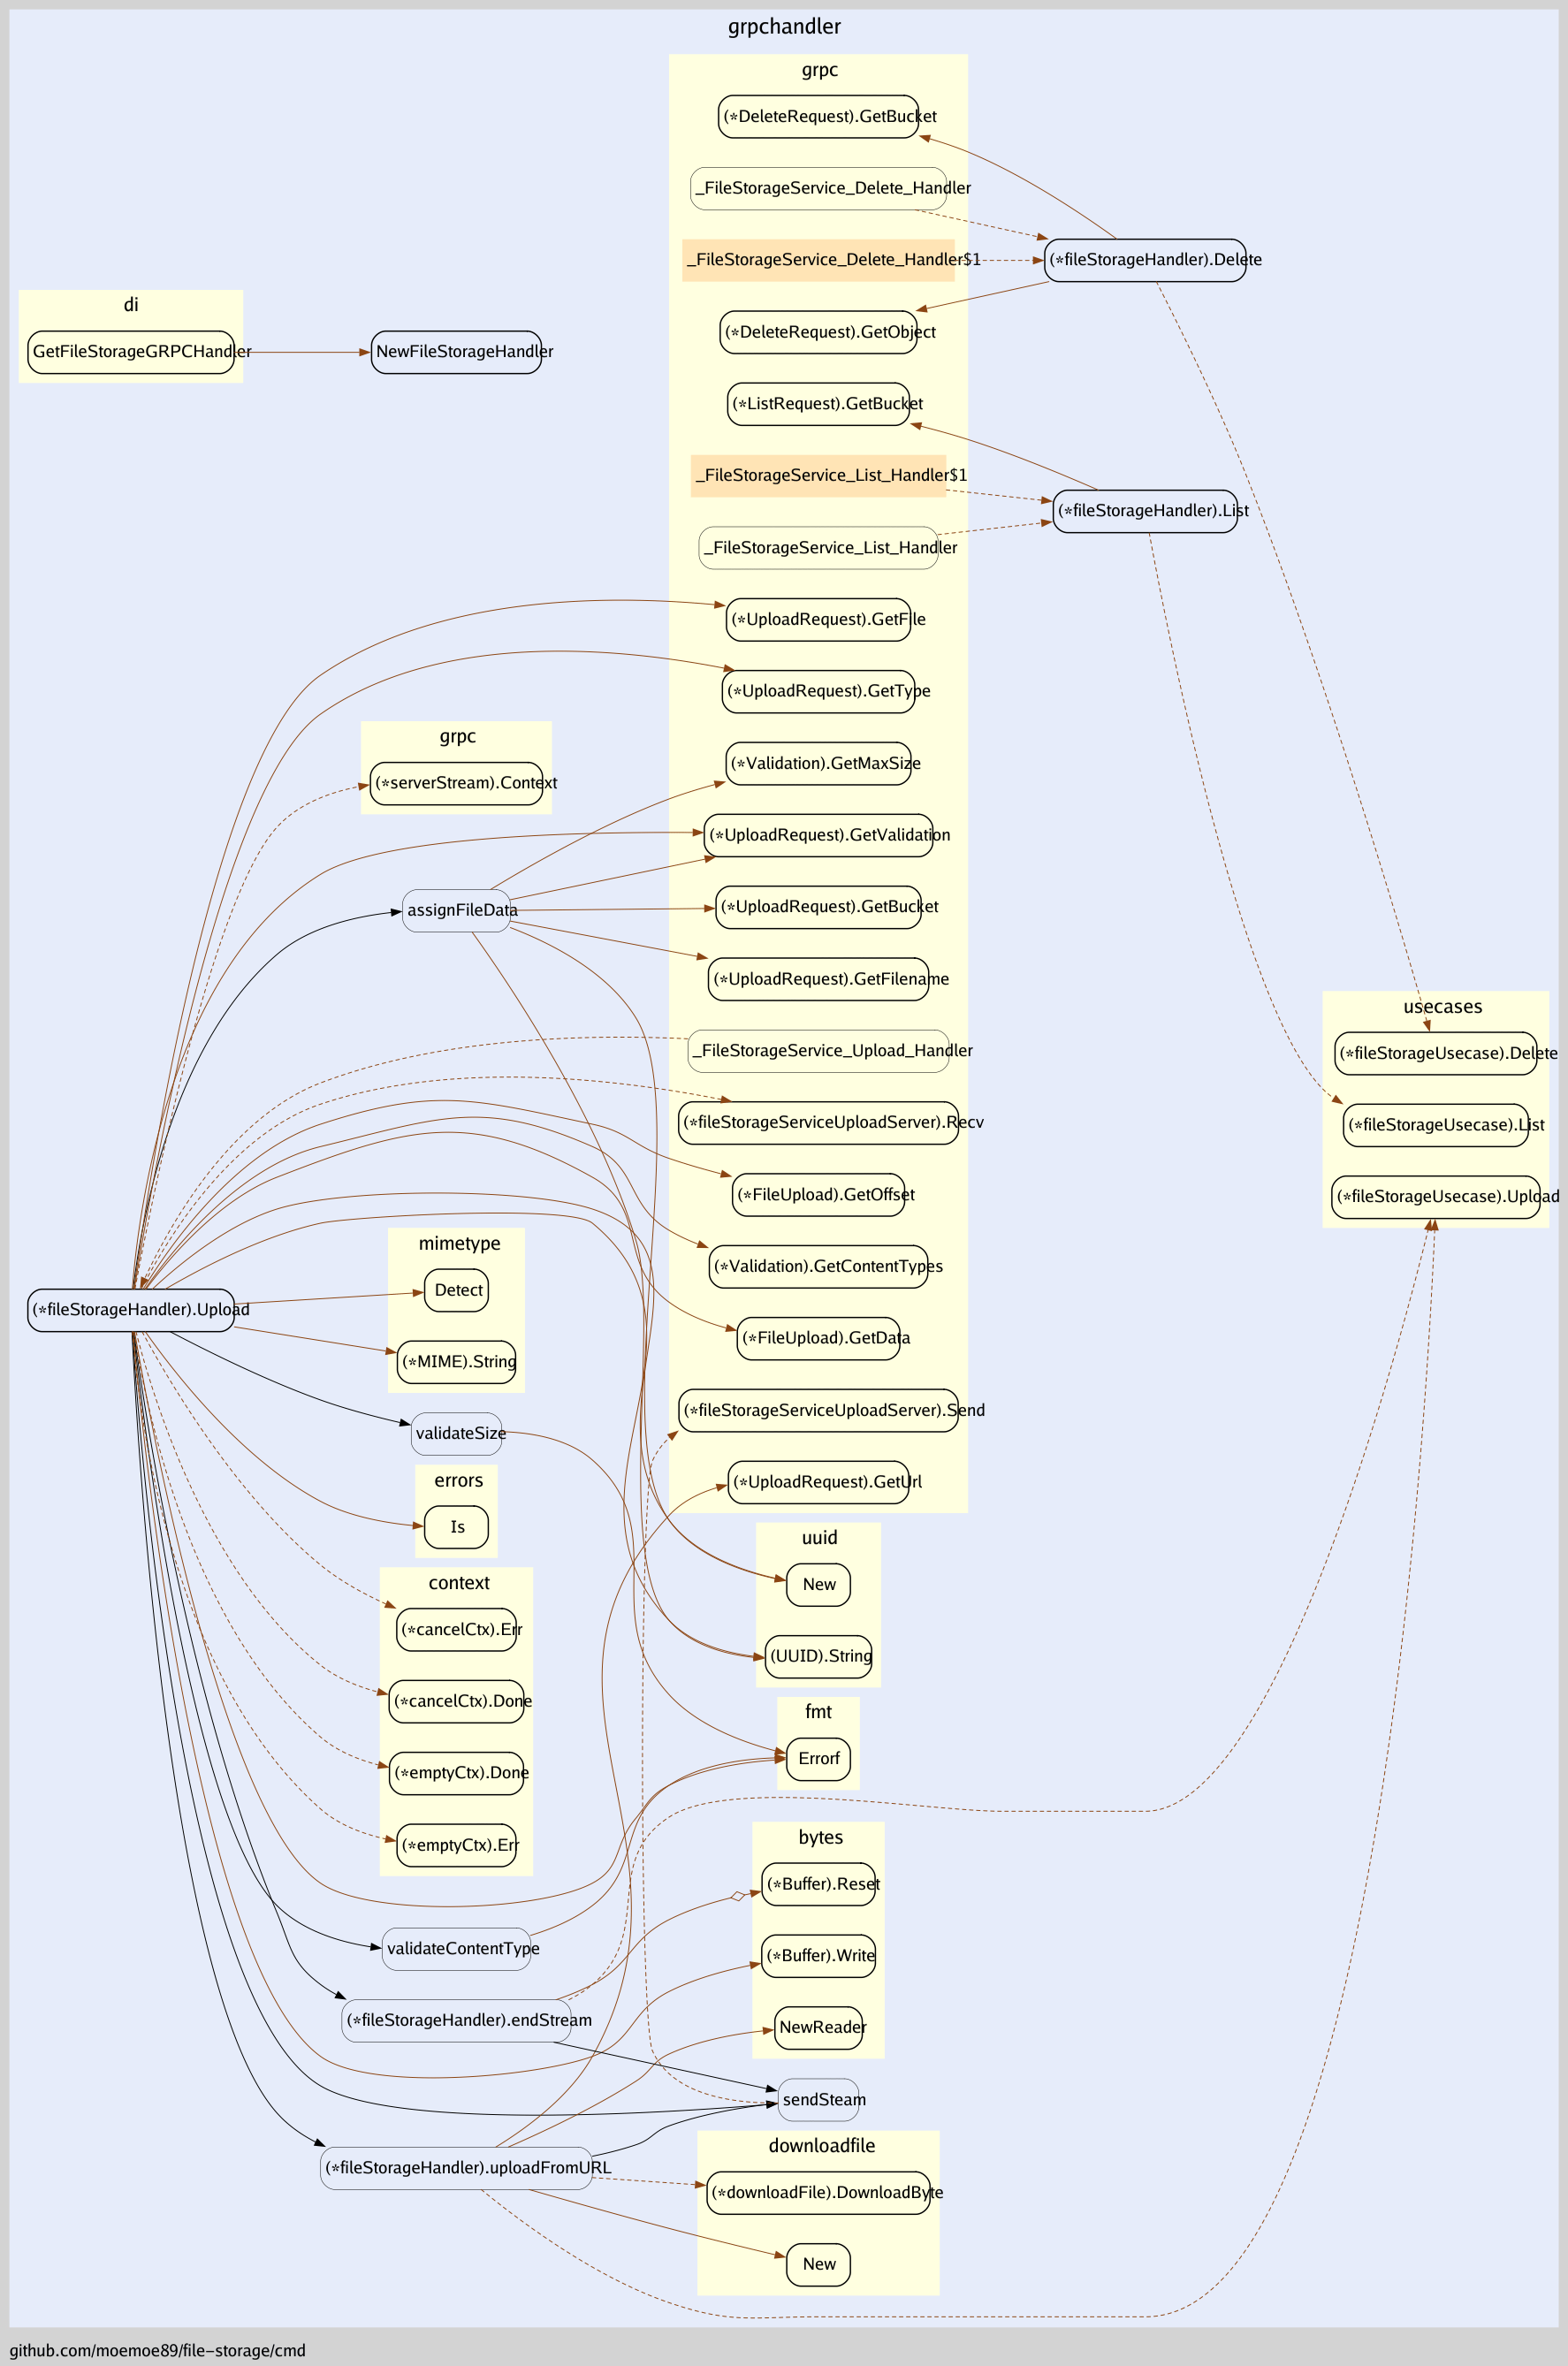 grpchandler
grpc
(*DeleteRequest).GetBucket
_FileStorageService_Delete_Handler
_FileStorageService_Delete_Handler$1
(*fileStorageHandler).Delete
di
(*DeleteRequest).GetObject
GetFileStorageGRPCHandler
NewFileStorageHandler
(*ListRequest).GetBucket
_FileStorageService_List_Handler$1
(*fileStorageHandler).List
_FileStorageService_List_Handler
(*UploadRequest).GetFile
(*UploadRequest).GetType
grpc
(*serverStream).Context
(*Validation).GetMaxSize
(*UploadRequest).GetValidation
assignFileData
(*UploadRequest).GetBucket
(*UploadRequest).GetFilename
usecases
(*fileStorageUsecase).Delete
_FileStorageService_Upload_Handler
(*fileStorageServiceUploadServer).Recv
(*fileStorageUsecase).List
(*FileUpload).GetOffset
(*fileStorageUsecase).Upload
mimetype
(*Validation).GetContentTypes
Detect
(*fileStorageHandler).Upload
(*FileUpload).GetData
(*MIME).String
(*fileStorageServiceUploadServer).Send
validateSize
errors
(*UploadRequest).GetUrl
Is
uuid
context
New
(*cancelCtx).Err
(UUID).String
(*cancelCtx).Done
fmt
Errorf
(*emptyCtx).Done
(*emptyCtx).Err
bytes
(*Buffer).Reset
validateContentType
(*Buffer).Write
(*fileStorageHandler).endStream
NewReader
sendSteam
downloadfile
(*fileStorageHandler).uploadFromURL
(*downloadFile).DownloadByte
New
github.com/moemoe89/file-storage/cmd